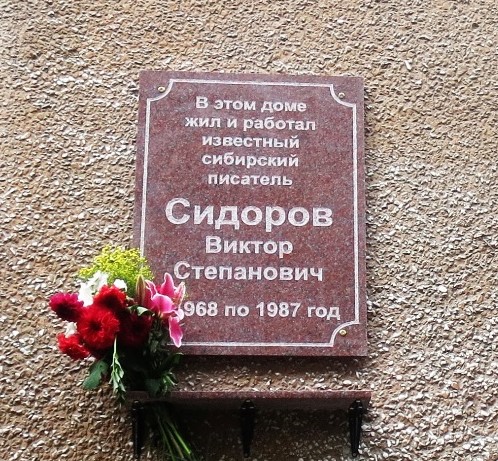 В этом доме
жил и работал
известный
сибирский
писатель
Сидоров
Виктор
Степанович
968 по 1987 год